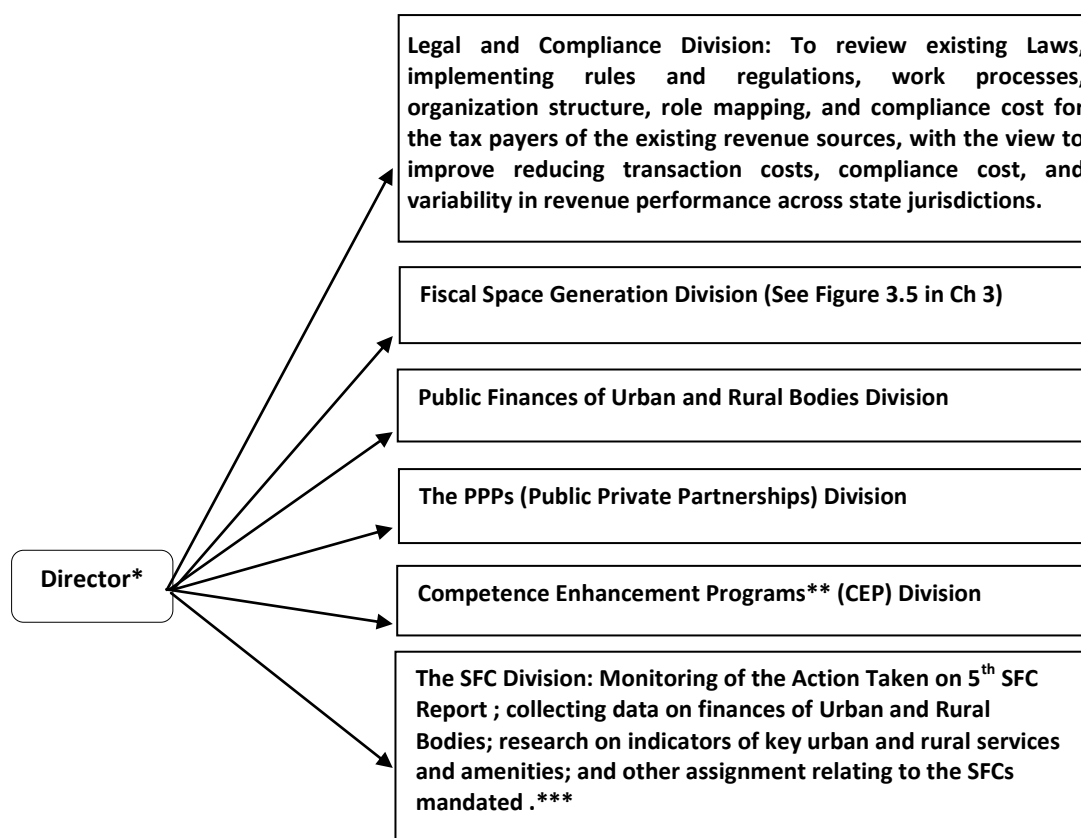 Legal and Compliance Division: To review existing Laws,
implementing rules and regulations, work processes,
organization structure, role mapping, and compliance cost for
the tax payers of the existing revenue sources, with the view to
improve reducing transaction costs, compliance cost, and
variability in revenue performance across state jurisdictions.
Fiscal Space Generation Division (See Figure 3.5 in Ch 3)
Public Finances of Urban and Rural Bodies Division
The PPPs (Public Private Partnerships) Division
Director*
Competence Enhancement Programs** (CEP) Division
The SFC Division: Monitoring of the Action Taken on 5th SFC
Report ; collecting data on finances of Urban and Rural
Bodies; research on indicators of key urban and rural services
and amenities; and other assignment relating to the SFCs
mandated .***